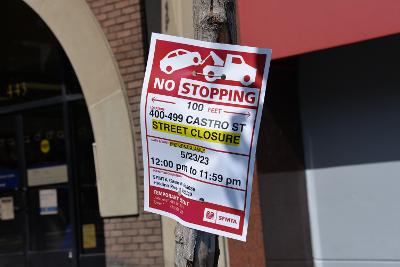 445
NO STOPPING
100 FEET
400-499 CASTRO ST
STREET CLOSURE
5/23/23
12:00 pm to 11:59 pm
SFMTA